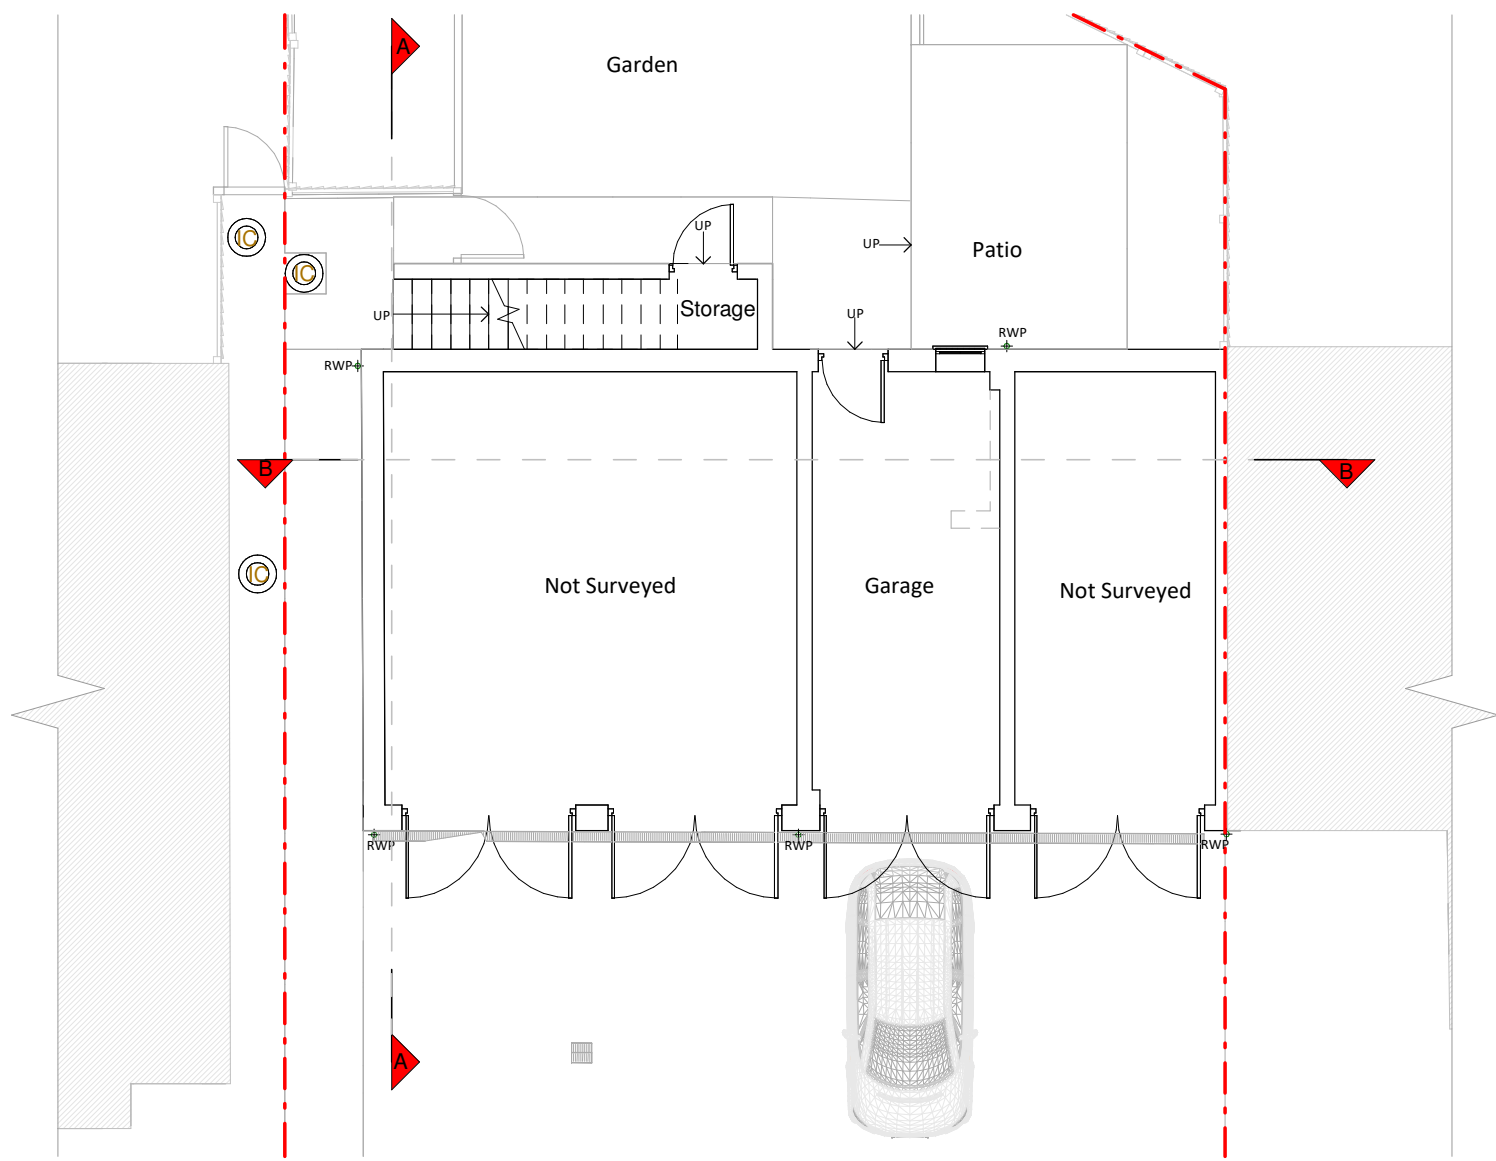 A
Garden
UP
IC
UP
Patio
IC
Storage
UP
UP
RWP
RWP
B
B
IC
Not Surveyed
Garage
Not Surveyed
RWP
RWP
RWP
A